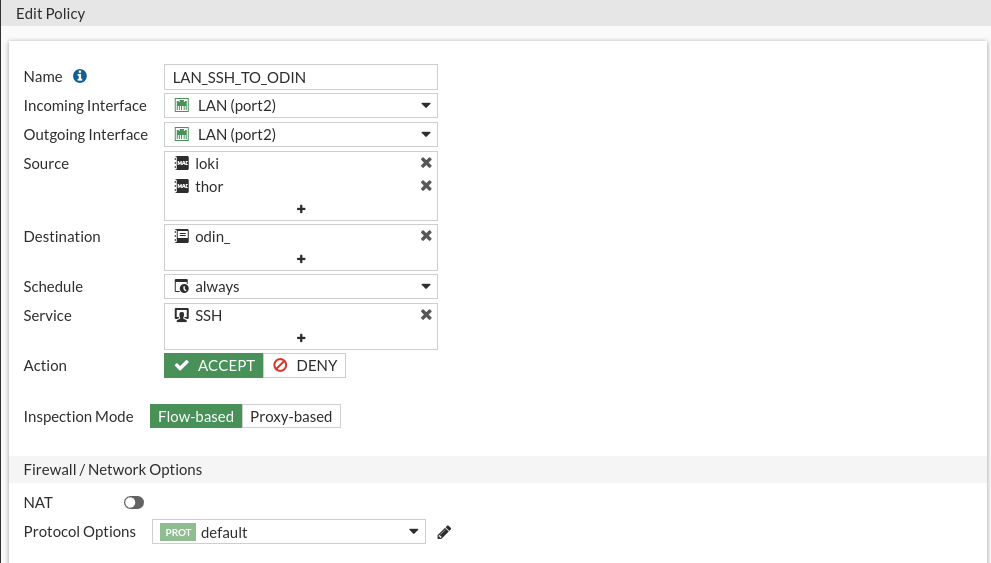 Edit Policy
Name LAN_SSH_TO_ODIN
Incoming Interface LAN (port2)
Outgoing Interface LAN (port2)
Source MAC loki
MAC thor
Destination odin_
Schedule always
Service SSH
Action ACCEPT DENY
Inspection Mode Flow-based Proxy-based
Firewall / Network Options
NAT
Protocol Options PROT default